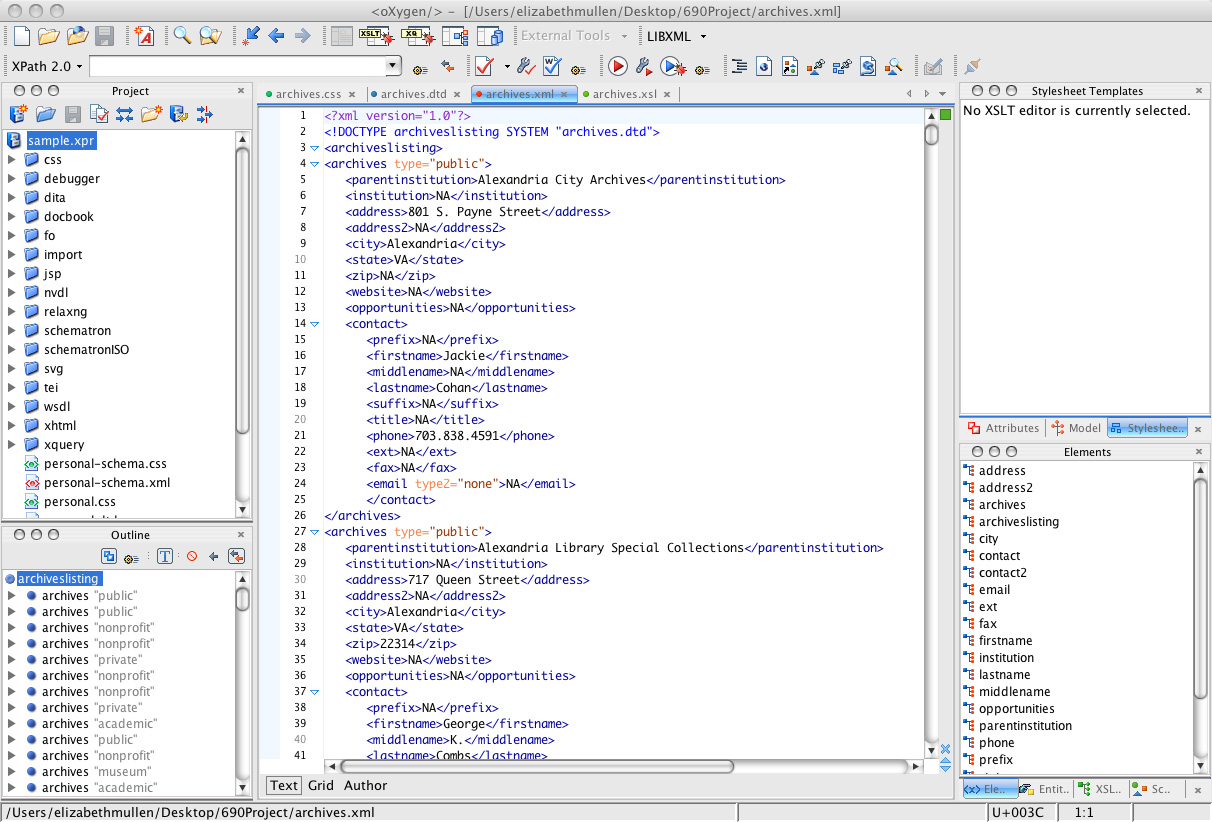 <oXygen/> - [/Users/elizabethmullen/Desktop/690Project/archives.xml]
XSLT XQ External Tools LIBXML
XPath 2.0
Project
sample.xpr
css
debugger
dita
docbook
fo
import
jsp
nvdl
relaxng
schematron
schematronISO
svg
tei
wsdl
xhtml
xquery
personal-schema.css
personal-schema.xml
personal.css
Outline
archiveslisting
archives "public"
archives "public"
archives "nonprofit"
archives "nonprofit"
archives "private"
archives "nonprofit"
archives "nonprofit"
archives "private"
archives "academic"
archives "public"
archives "nonprofit"
archives "museum"
archives "academic"
archives.css archives.dtd archives.xml archives.xsl
1 <?xml version="1.0"?>
2 <!DOCTYPE archiveslisting SYSTEM "archives.dtd">
3 <archiveslisting>
4 <archives type="public">
5 <parentinstitution>Alexandria City Archives</parentinstitution>
6 <institution>NA</institution>
7 <address>801 S. Payne Street</address>
8 <address2>NA</address2>
9 <city>Alexandria</city>
10 <state>VA</state>
11 <zip>NA</zip>
12 <website>NA</website>
13 <opportunities>NA</opportunities>
14 <contact>
15 <prefix>NA</prefix>
16 <firstname>Jackie</firstname>
17 <middlename>NA</middlename>
18 <lastname>Cohan</lastname>
19 <suffix>NA</suffix>
20 <title>NA</title>
21 <phone>703.838.4591</phone>
22 <ext>NA</ext>
23 <fax>NA</fax>
24 <email type2="none">NA</email>
25 </contact>
26 </archives>
27 <archives type="public">
28 <parentinstitution>Alexandria Library Special Collections</parentinstitution>
29 <institution>NA</institution>
30 <address>717 Queen Street</address>
31 <address2>NA</address2>
32 <city>Alexandria</city>
33 <state>VA</state>
34 <zip>22314</zip>
35 <website>NA</website>
36 <opportunities>NA</opportunities>
37 <contact>
38 <prefix>NA</prefix>
39 <firstname>George</firstname>
40 <middlename>K.</middlename>
41 <lastname>Combs</lastname>
Text Grid Author
Stylesheet Templates
No XSLT editor is currently selected.
Attributes Model Styleshee..
Elements
address
address2
archives
archiveslisting
city
contact
contact2
email
ext
fax
firstname
institution
lastname
middlename
opportunities
parentinstitution
phone
prefix
Ele.. Entit.. XSL.. Sc..
/Users/elizabethmullen/Desktop/690Project/archives.xml U+003C 1:1